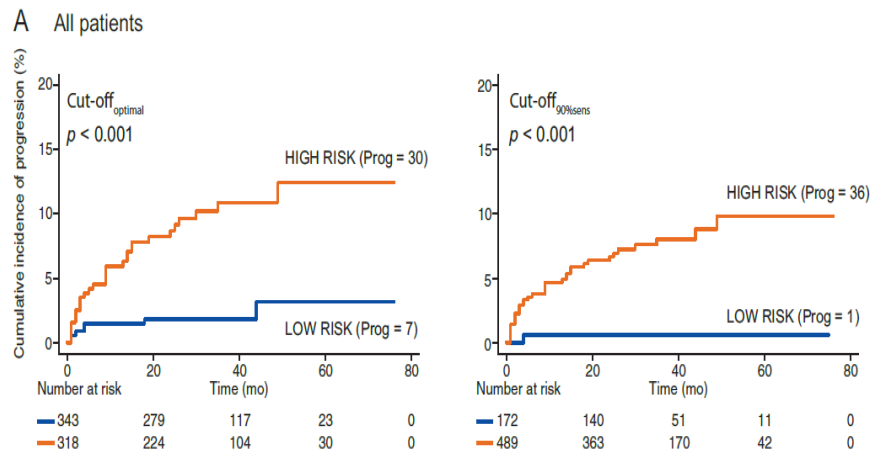 A All patients
Cumulative incidence of progression (%)
20
15
10
5
0
Cut-off optimal
p < 0.001
HIGH RISK (Prog = 30)
LOW RISK (Prog = 7)
0 20 40 60 80
Number at risk Time (mo)
343 279 117 23 0
318 224 104 30 0
20
15
10
5
0
Cut-off 90%sens
p < 0.001
HIGH RISK (Prog = 36)
LOW RISK (Prog = 1)
0 20 40 60 80
Number at risk Time (mo)
172 140 51 11 0
489 363 170 42 0